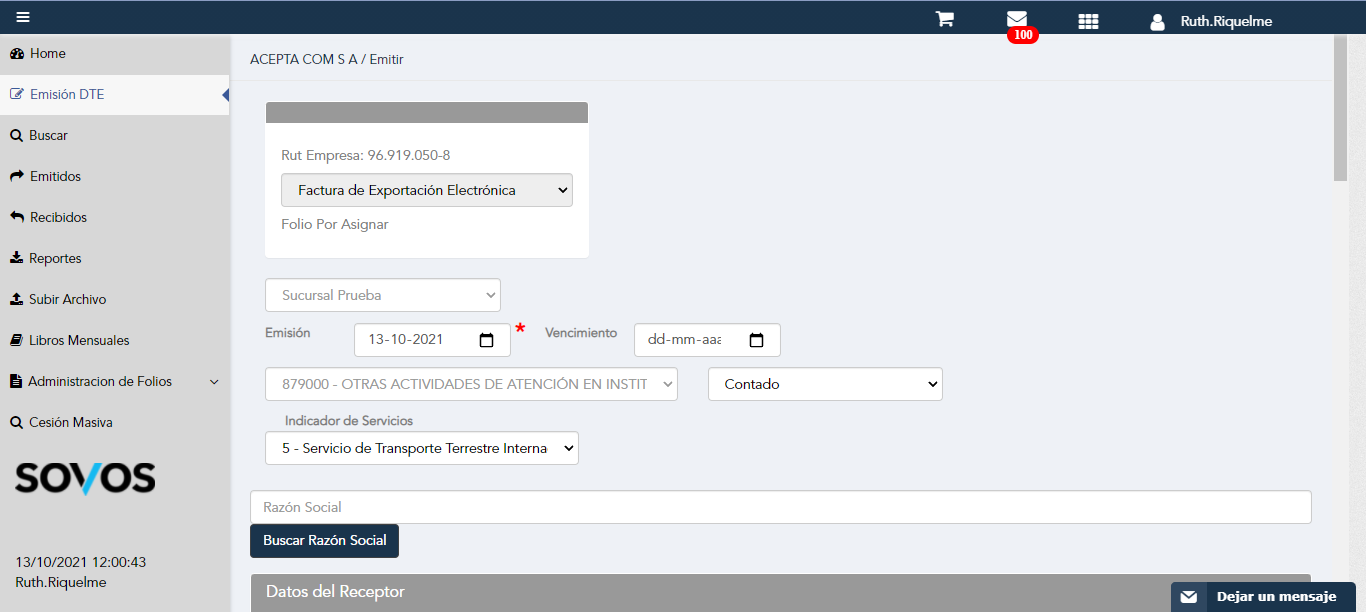 Ruth.Riquelme
100
Home
Emisión DTE
Buscar
Emitidos
Recibidos
Reportes
Subir Archivo
Libros Mensuales
Administracion de Folios
Cesión Masiva
SOVOS
13/10/2021 12:00:43
Ruth.Riquelme
ACEPTA COM S A / Emitir
Rut Empresa: 96.919.050-8
Factura de Exportación Electrónica
Folio Por Asignar
Sucursal Prueba
Emisión 13-10-2021 * Vencimiento dd-mm-aaa
879000 - OTRAS ACTIVIDADES DE ATENCIÓN EN INSTIT Contado
Indicador de Servicios
5 - Servicio de Transporte Terrestre Interna
Razón Social
Buscar Razón Social
Datos del Receptor
Dejar un mensaje